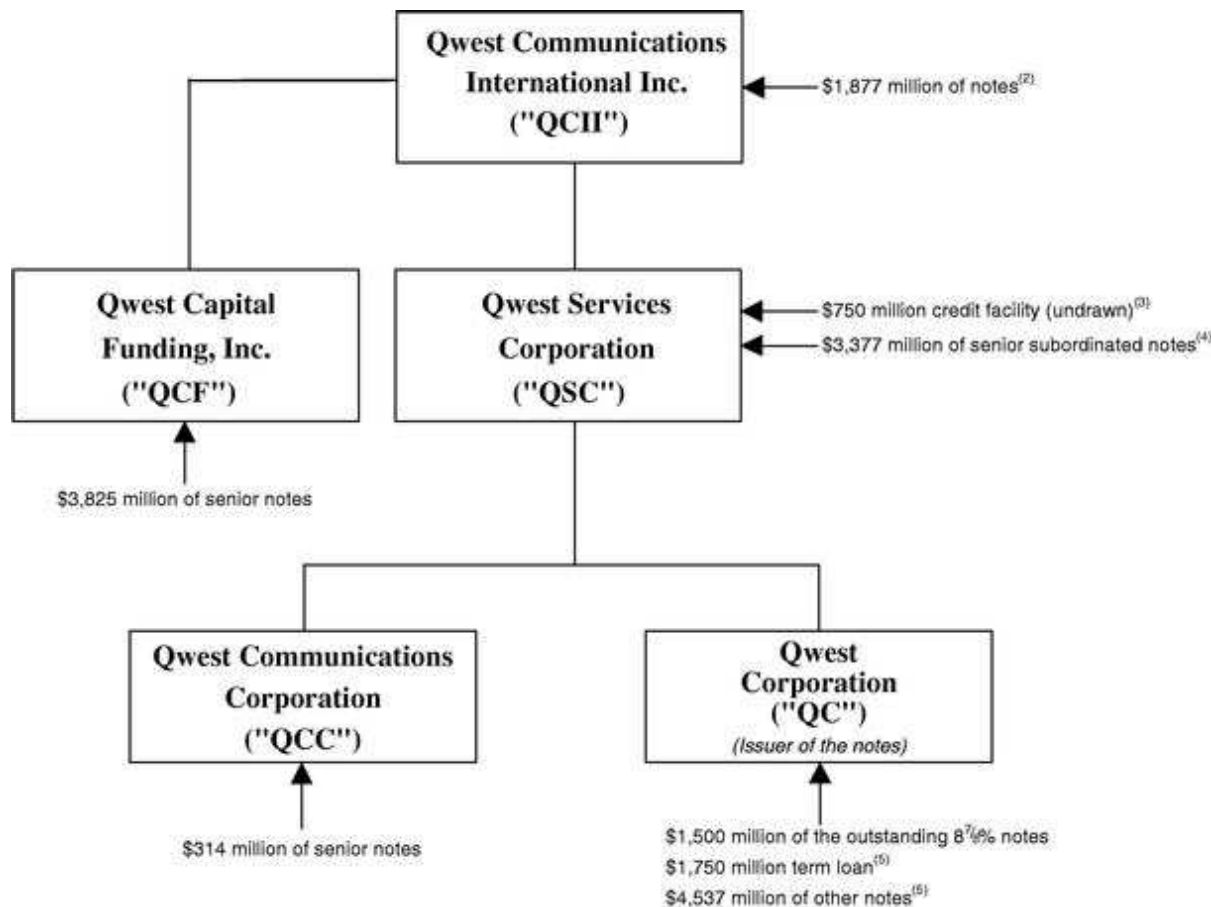 Qwest Communications
International Inc.
("QCII")
$1,877 million of notes(2)
Qwest Capital
Funding, Inc.
("QCF")
Qwest Services
Corporation
("QSC")
$750 million credit facility (undrawn)(3)
$3,377 million of senior subordinated notes(4)
$3,825 million of senior notes
Qwest Communications
Corporation
("QCC")
Qwest
Corporation
("QC")
(Issuer of the notes)
$314 million of senior notes
$1,500 million of the outstanding 8⅞% notes
$1,750 million term loan(5)
$4,537 million of other notes(5)